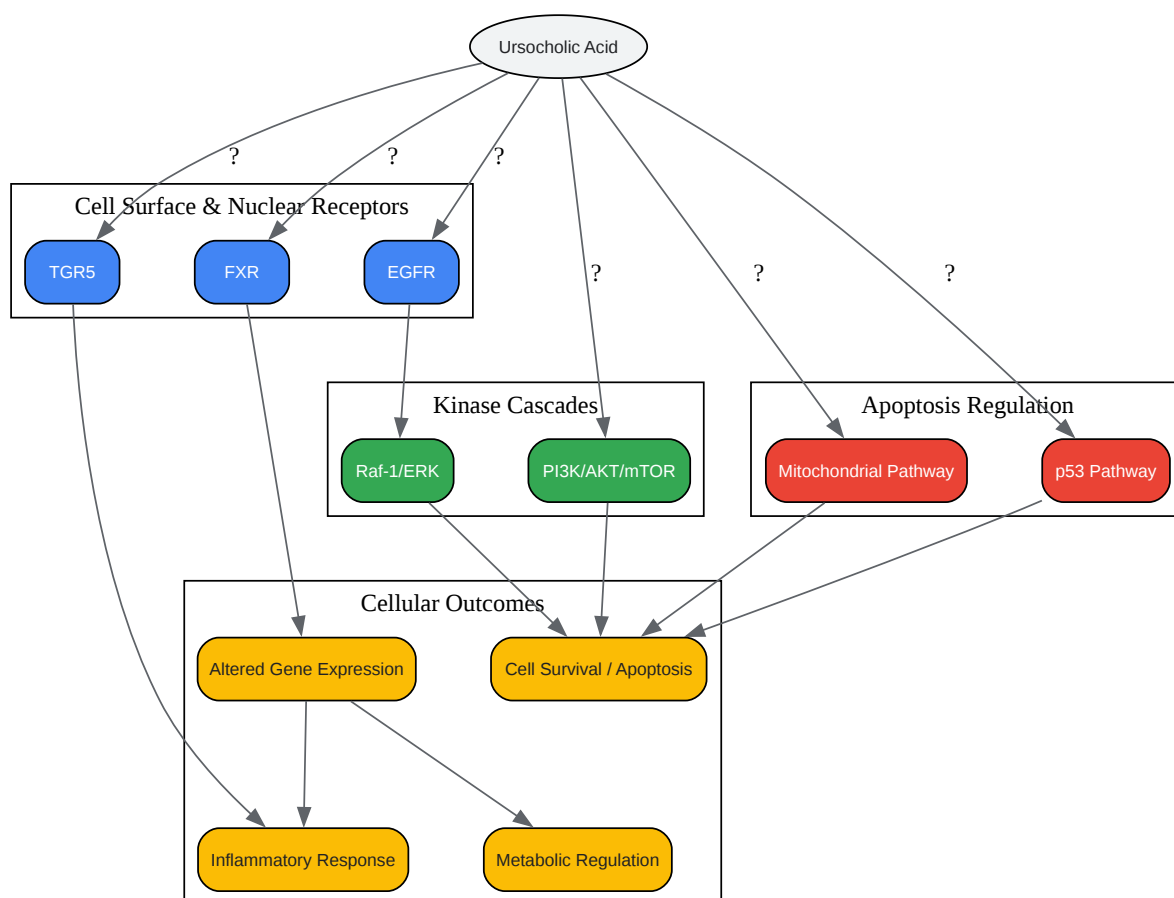 Ursocholic Acid
?
?
?
Cell Surface & Nuclear Receptors
TGR5
FXR
EGFR
?
?
?
Kinase Cascades
Apoptosis Regulation
Raf-1/ERK
PI3K/AKT/mTOR
Mitochondrial Pathway
p53 Pathway
Cellular Outcomes
Altered Gene Expression
Cell Survival / Apoptosis
Inflammatory Response
Metabolic Regulation